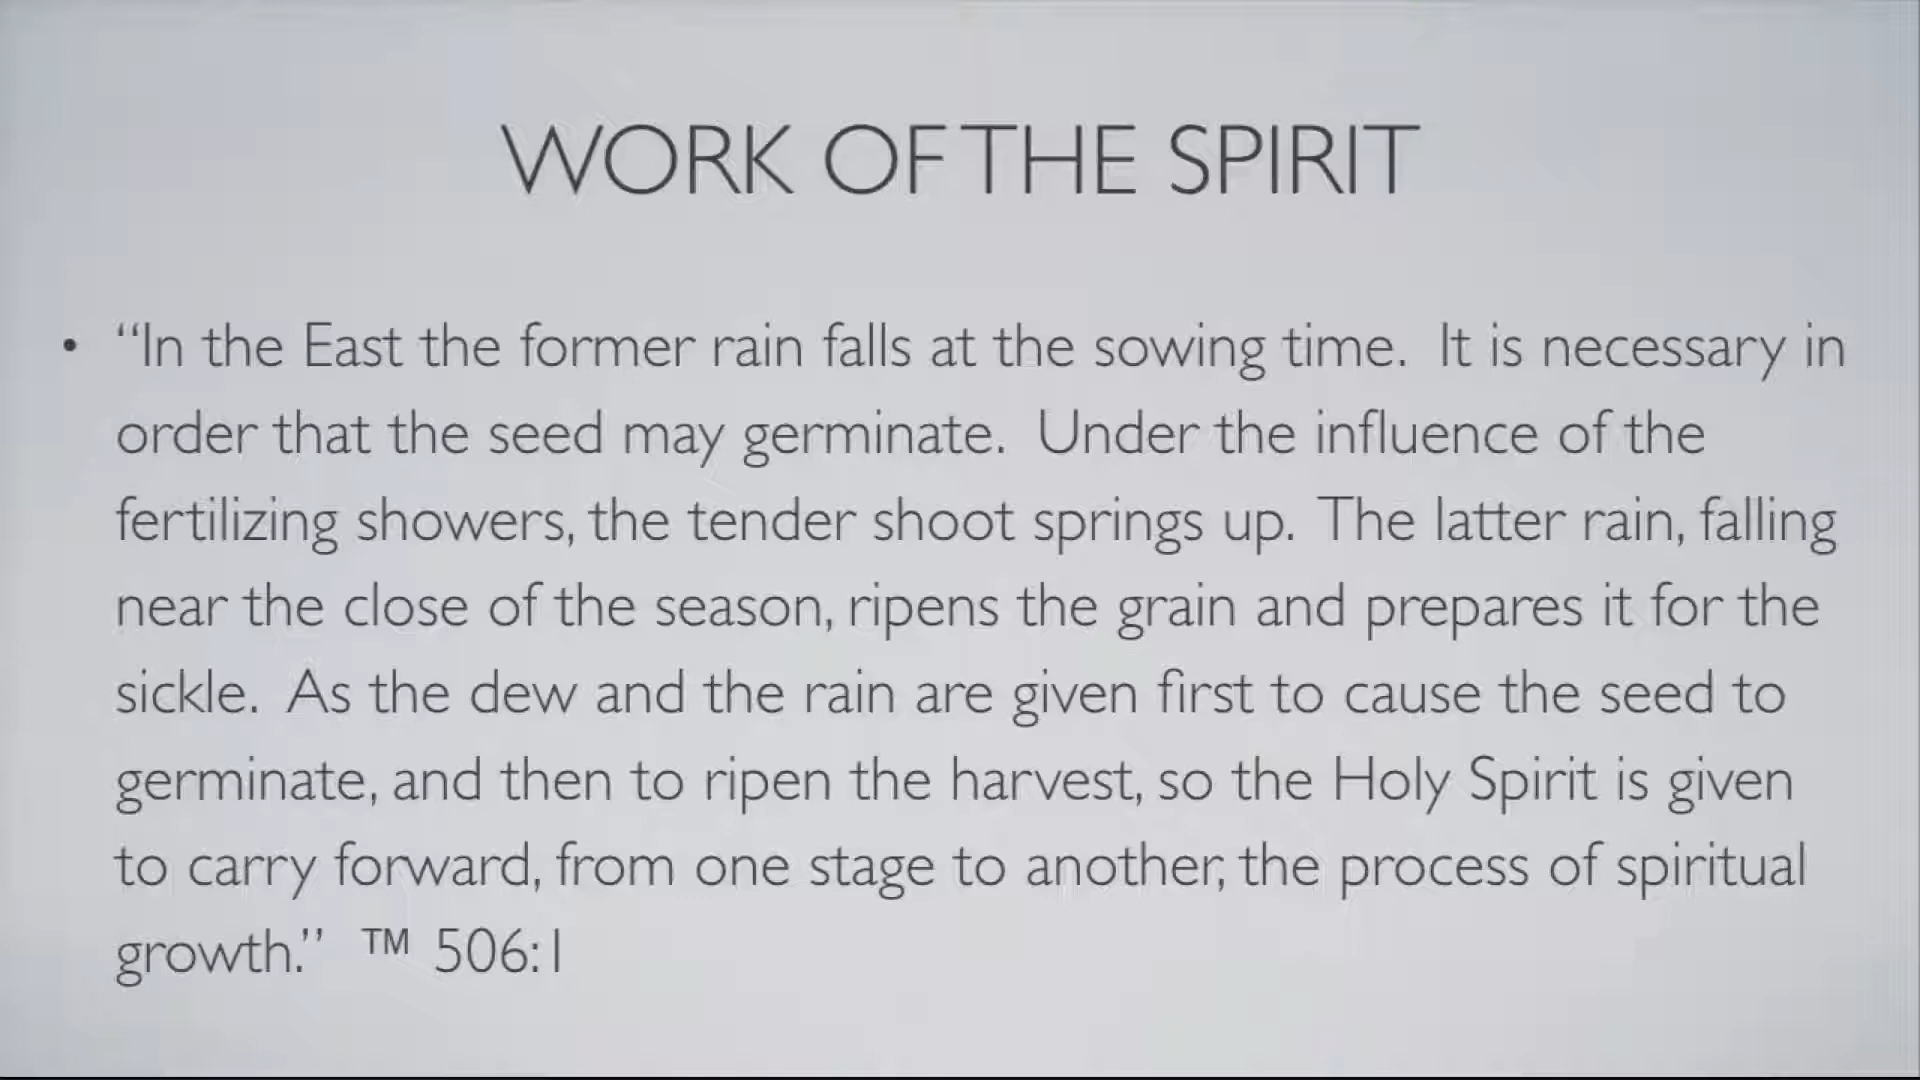 WORK OF THE SPIRIT
• “In the East the former rain falls at the sowing time.  It is necessary in
order that the seed may germinate.  Under the influence of the
fertilizing showers, the tender shoot springs up.  The latter rain, falling
near the close of the season, ripens the grain and prepares it for the
sickle.  As the dew and the rain are given first to cause the seed to
germinate, and then to ripen the harvest, so the Holy Spirit is given
to carry forward, from one stage to another, the process of spiritual
growth.”  ™ 506:1